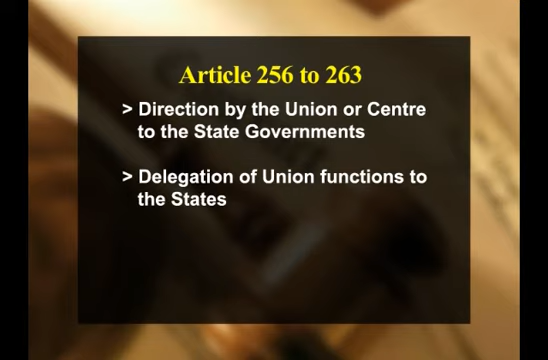 Article 256 to 263
> Direction by the Union or Centre
to the State Governments
> Delegation of Union functions to
the States